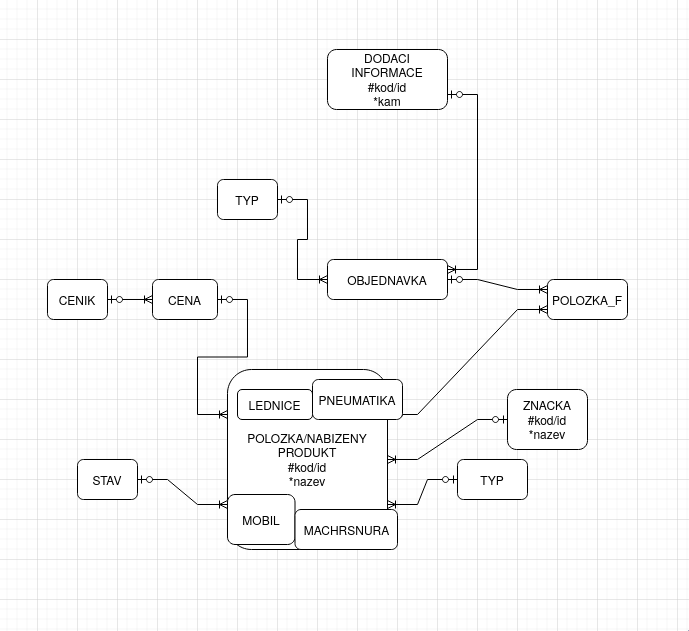 DODACI
INFORMACE
#kod/id
*kam
TYP
OBJEDNAVKA
CENIK
CENA
POLOZKA_F
LEDNICE
PNEUMATIKA
POLOZKA/NABIZENY
PRODUKT
#kod/id
*nazev
ZNACKA
#kod/id
*nazev
STAV
TYP
MOBIL
MACHRSNURA